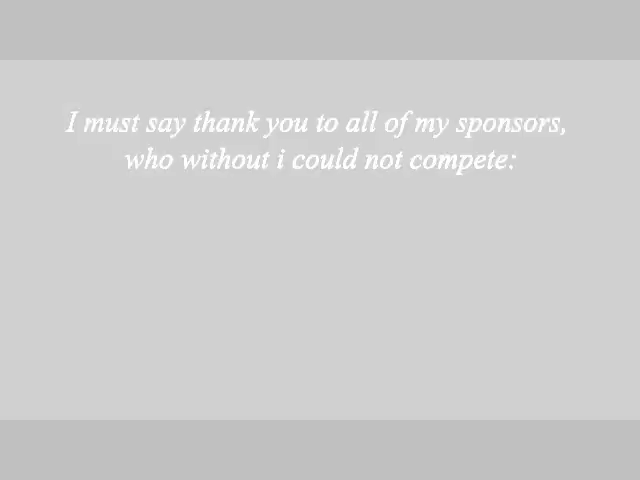 I must say thank you to all of my sponsors,
who without i could not compete: